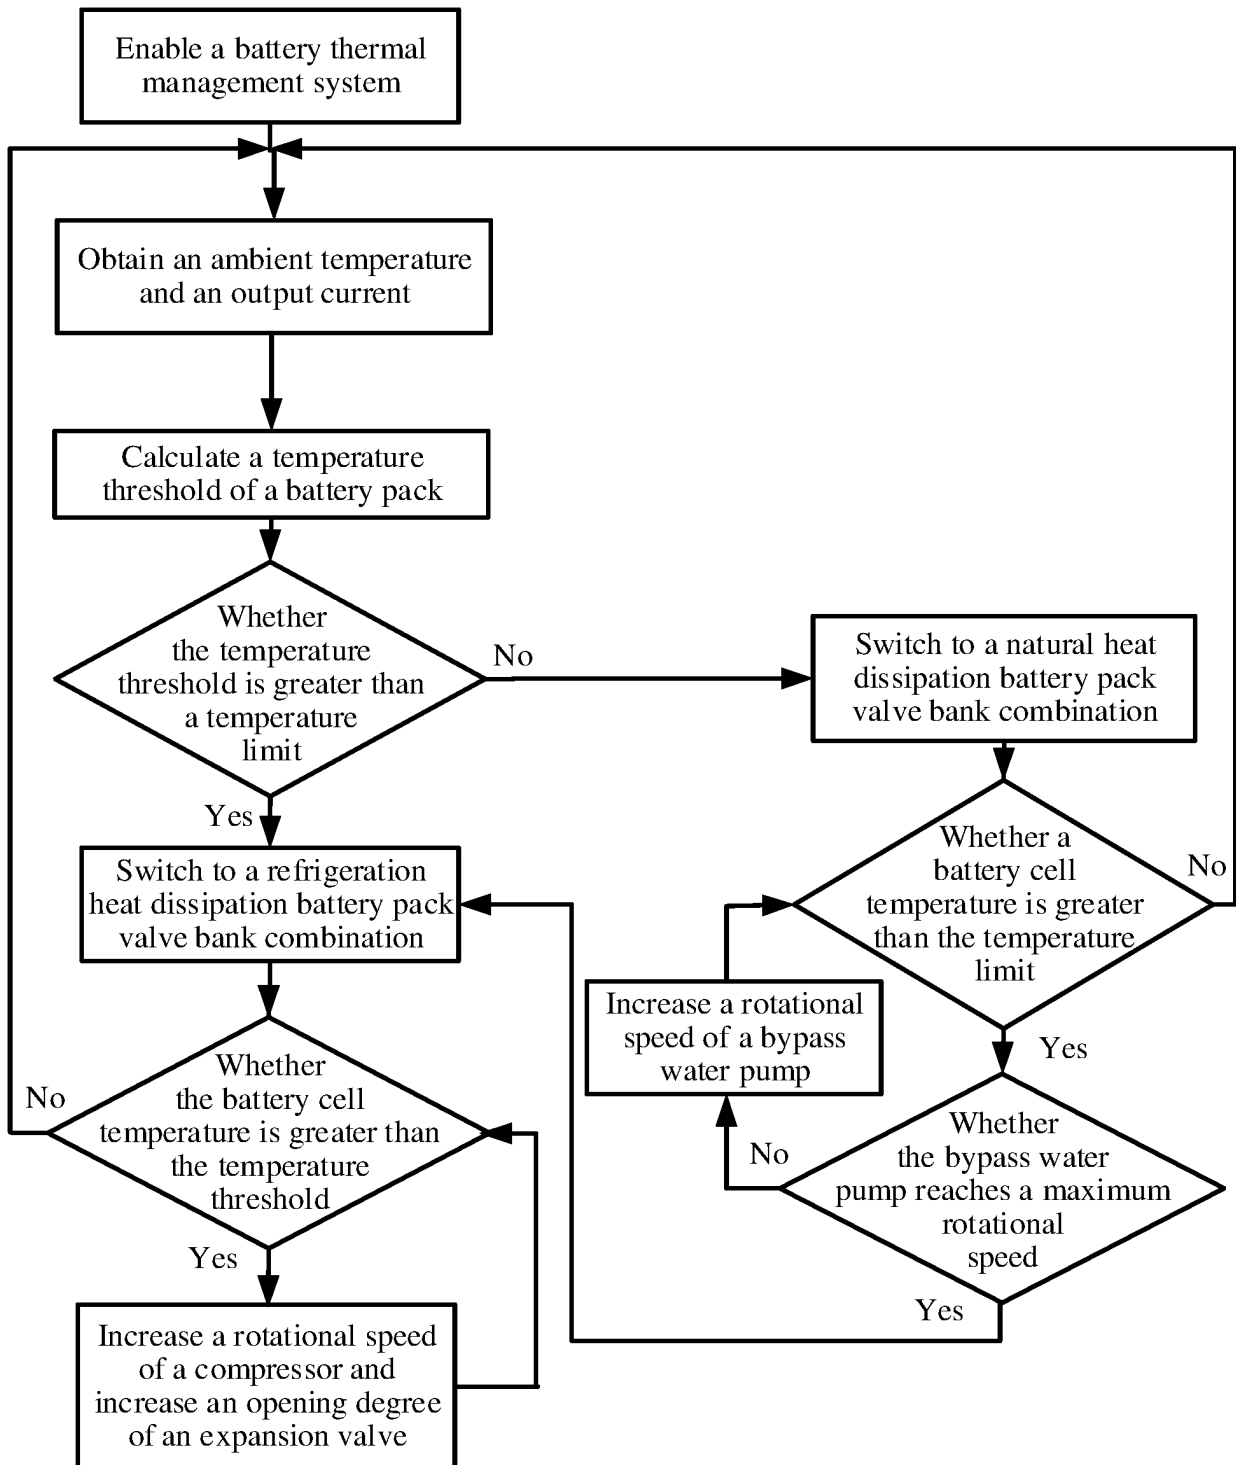 Enable a battery thermal
management system
Obtain an ambient temperature
and an output current
Calculate a temperature
threshold of a battery pack
Whether
the temperature
threshold is greater than
a temperature
limit
No
Switch to a natural heat
dissipation battery pack
valve bank combination
Yes
Switch to a refrigeration
heat dissipation battery pack
valve bank combination
Whether a
battery cell
temperature is greater
than the temperature
limit
No
Increase a rotational
speed of a bypass
water pump
Yes
Whether
the battery cell
temperature is greater than
the temperature
threshold
No
Whether
the bypass water
pump reaches a maximum
rotational
speed
No
Yes
Yes
Increase a rotational speed
of a compressor and
increase an opening degree
of an expansion valve